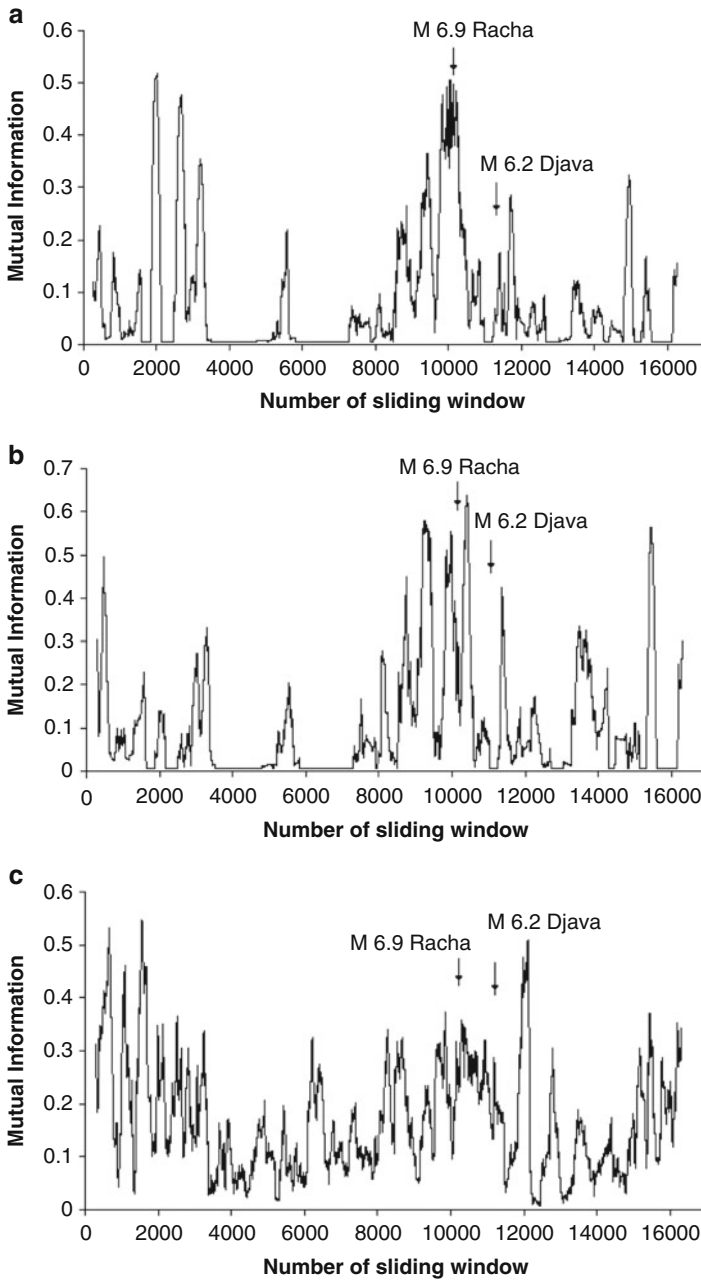 a
M 6.9 Racha
M 6.2 Djava
Mutual Information
0.6
0.5
0.4
0.3
0.2
0.1
0
0 2000 4000 6000 8000 10000 12000 14000 16000
Number of sliding window
b
M 6.9 Racha
M 6.2 Djava
Mutual Information
0.7
0.6
0.5
0.4
0.3
0.2
0.1
0
0 2000 4000 6000 8000 10000 12000 14000 16000
Number of sliding window
c
M 6.2 Djava
M 6.9 Racha
Mutual Information
0.6
0.5
0.4
0.3
0.2
0.1
0
0 2000 4000 6000 8000 10000 12000 14000 16000
Number of sliding window